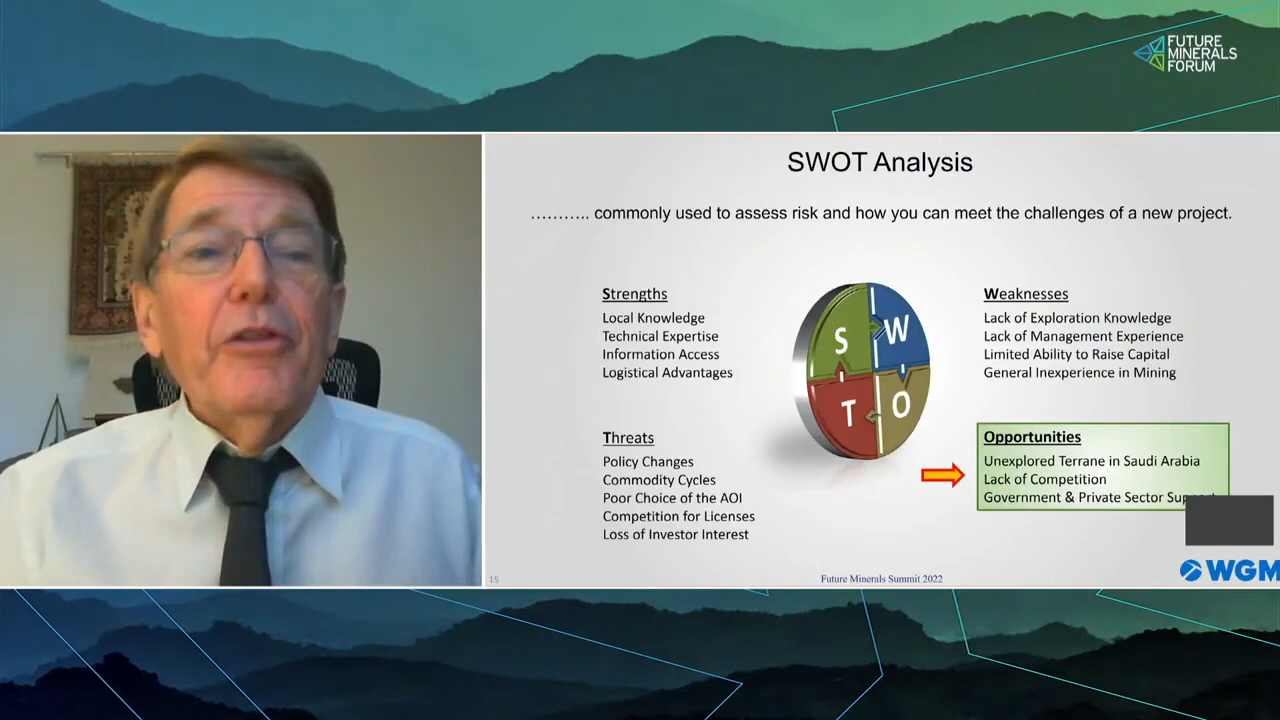 FUTURE
MINERALS
FORUM
SWOT Analysis
……….. commonly used to assess risk and how you can meet the challenges of a new project.
Strengths
Local Knowledge
Technical Expertise
Information Access
Logistical Advantages
S
W
T
O
Weaknesses
Lack of Exploration Knowledge
Lack of Management Experience
Limited Ability to Raise Capital
General Inexperience in Mining
Threats
Policy Changes
Commodity Cycles
Poor Choice of the AOI
Competition for Licenses
Loss of Investor Interest
Opportunities
Unexplored Terrane in Saudi Arabia
Lack of Competition
Government & Private Sector
15
Future Minerals Summit 2022
WGM